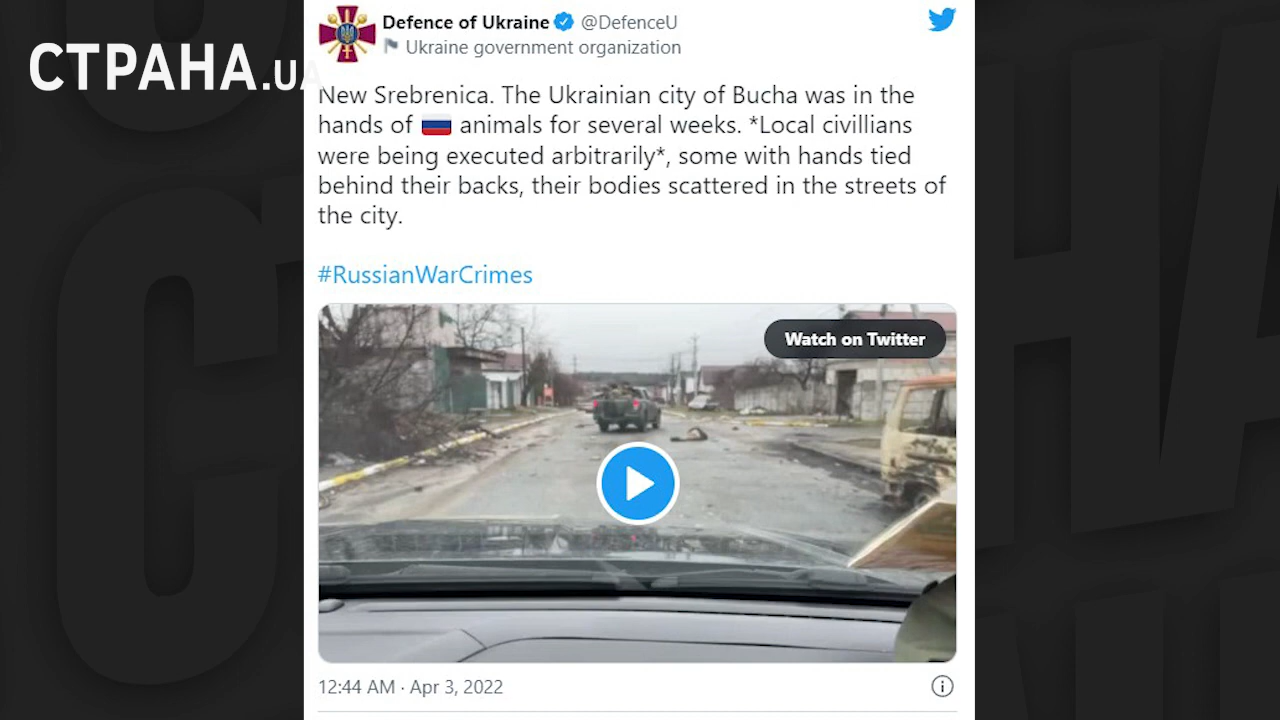 Defence of Ukraine @DefenceU
Ukraine government organization
СТРАНА.UA
New Srebrenica. The Ukrainian city of Bucha was in the
hands of 🇷🇺 animals for several weeks. *Local civillians
were being executed arbitrarily*, some with hands tied
behind their backs, their bodies scattered in the streets of
the city.
#RussianWarCrimes
Watch on Twitter
12:44 AM · Apr 3, 2022